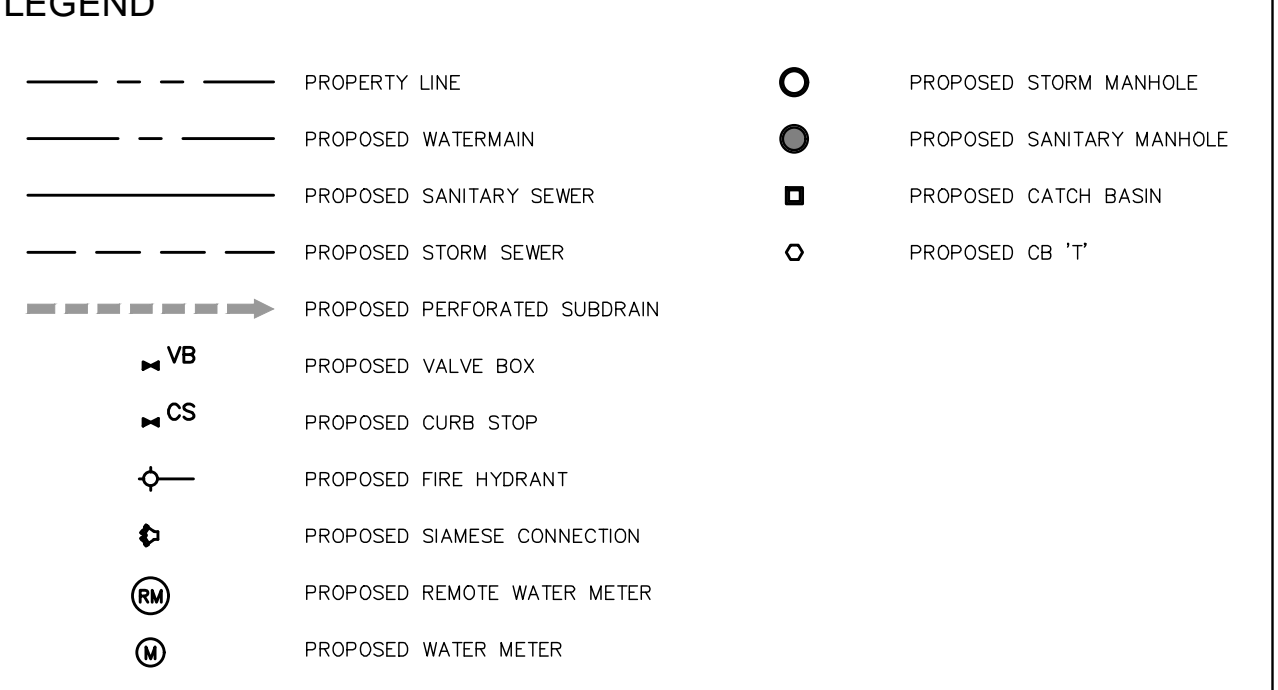 LEGEND
PROPERTY LINE
PROPOSED WATERMAIN
PROPOSED SANITARY SEWER
PROPOSED STORM SEWER
PROPOSED PERFORATED SUBDRAIN
VB PROPOSED VALVE BOX
CS PROPOSED CURB STOP
PROPOSED FIRE HYDRANT
PROPOSED SIAMESE CONNECTION
RM PROPOSED REMOTE WATER METER
M PROPOSED WATER METER
PROPOSED STORM MANHOLE
PROPOSED SANITARY MANHOLE
PROPOSED CATCH BASIN
PROPOSED CB 'T'